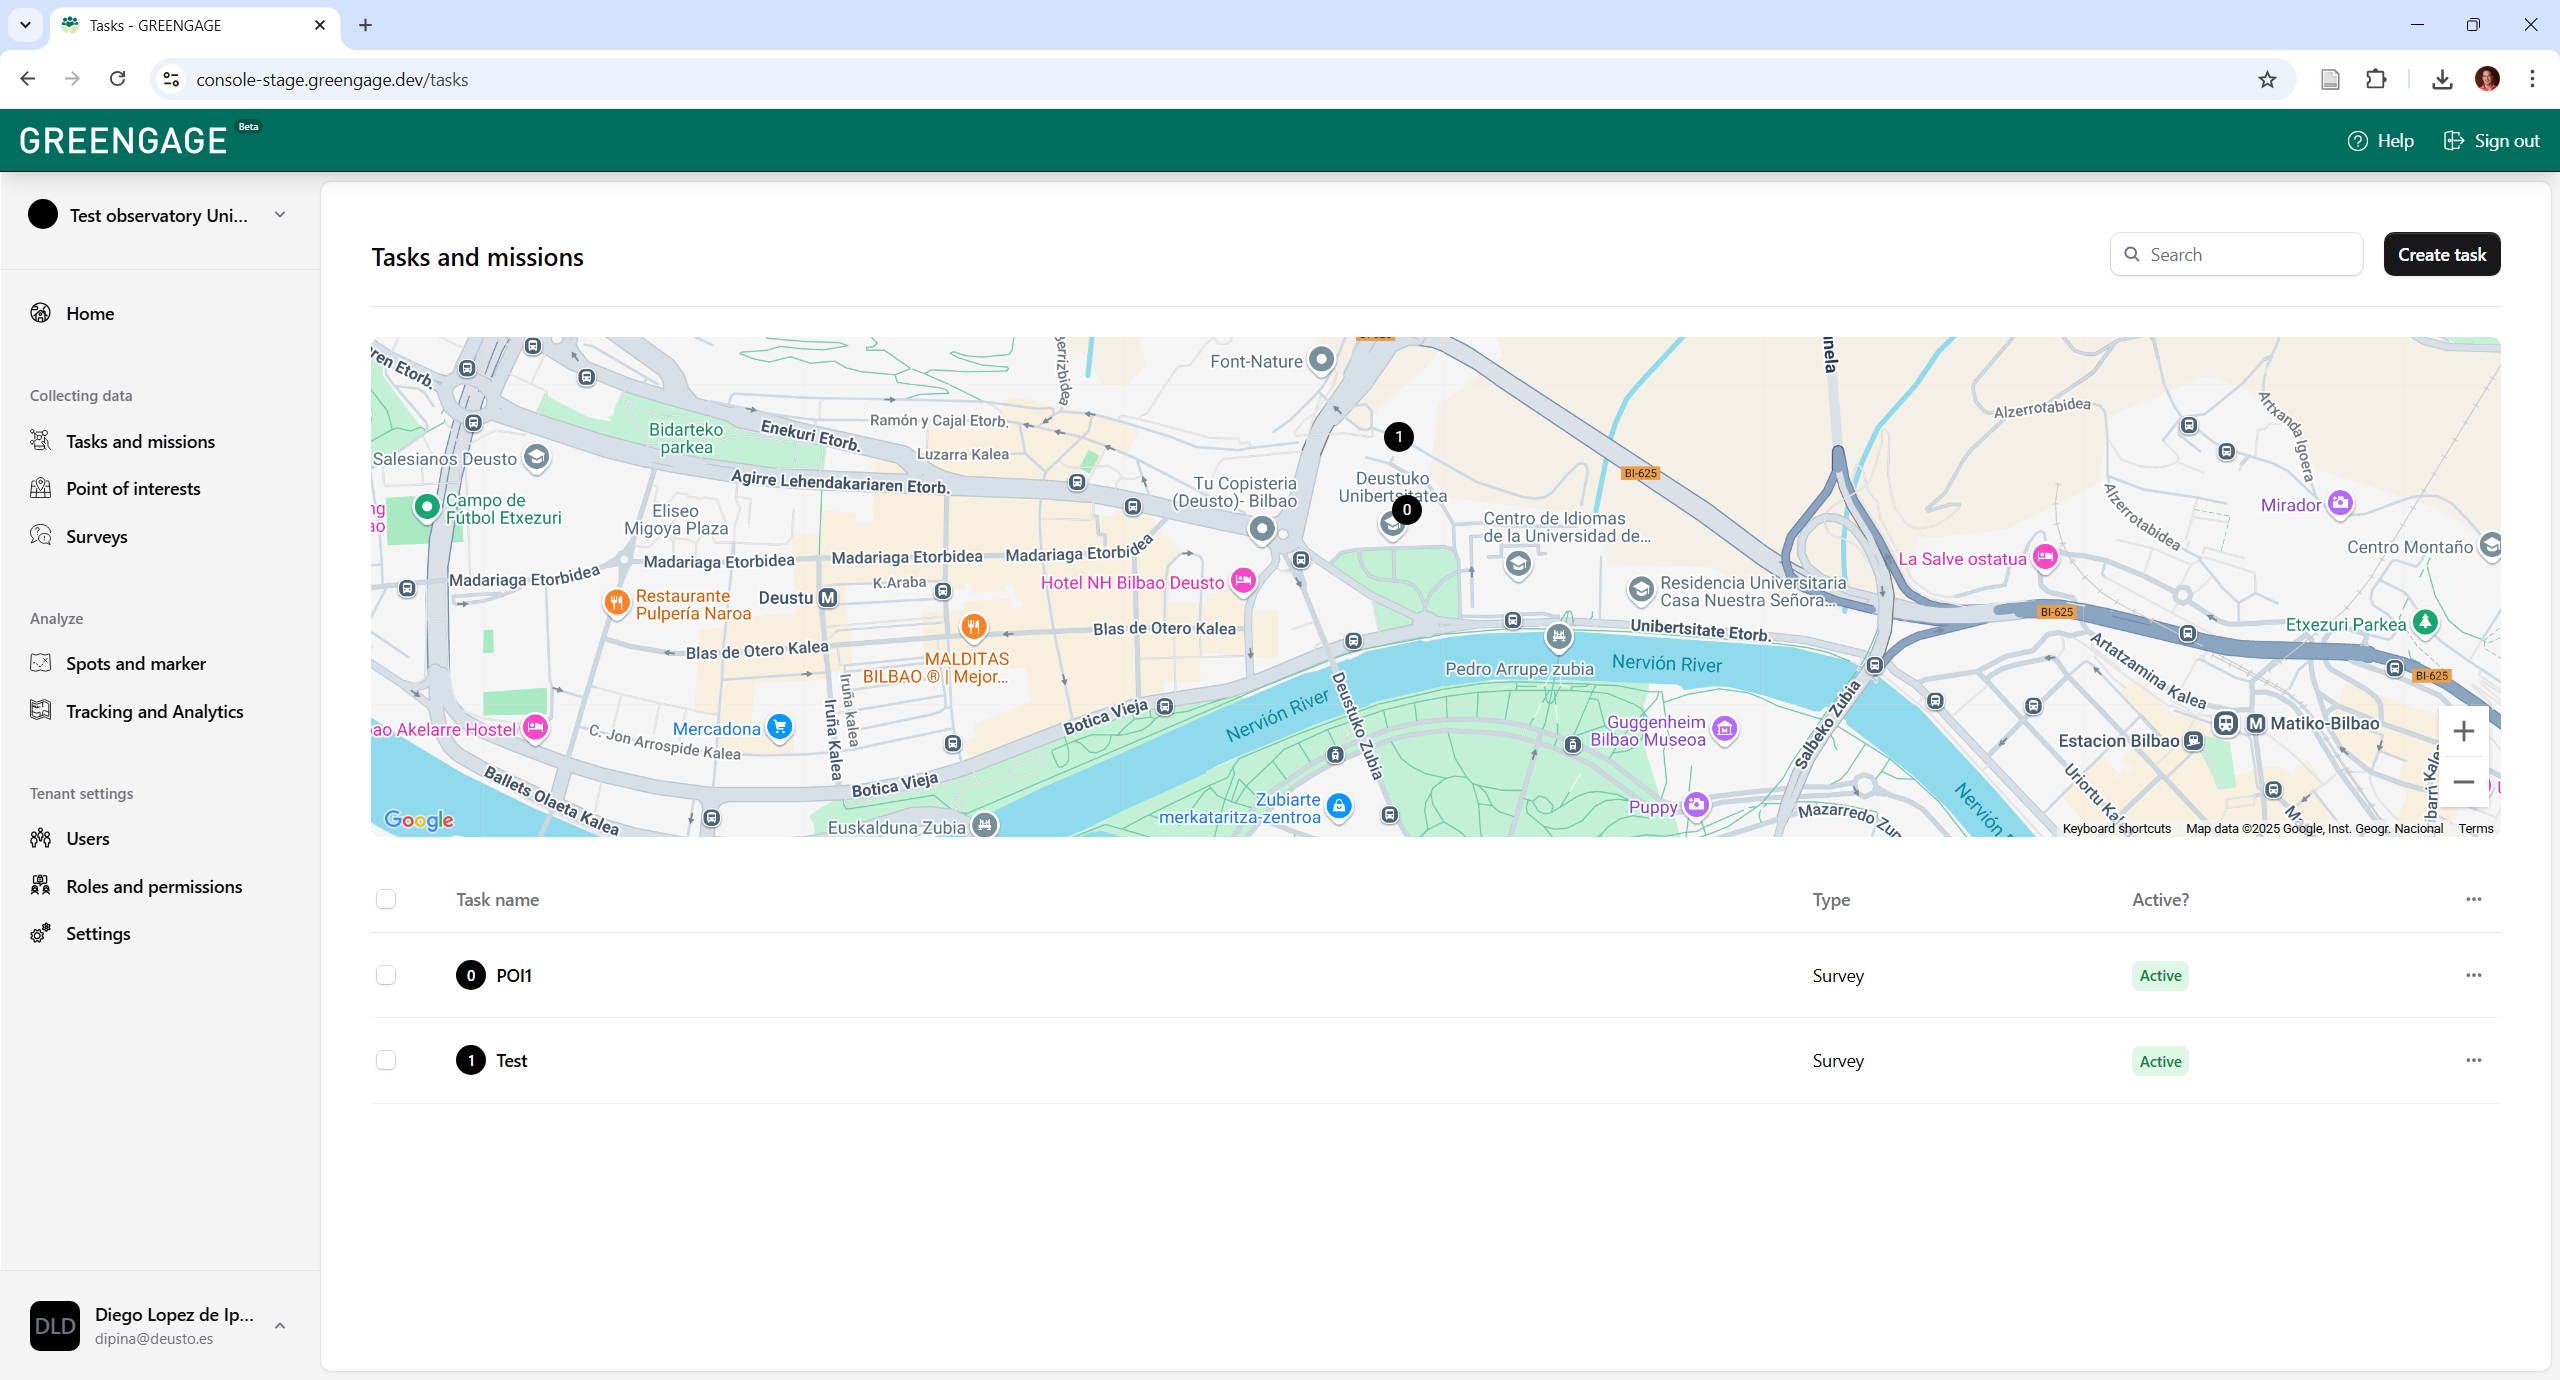 Tasks - GREENGAGE
console-stage.greengage.dev/tasks
GREENGAGE Beta
Help
Sign out
Test observatory Uni...
Home
Collecting data
Tasks and missions
Point of interests
Surveys
Analyze
Spots and marker
Tracking and Analytics
Tenant settings
Users
Roles and permissions
Settings
DLD
Diego Lopez de Ip...
dipina@deusto.es
Tasks and missions
Search
Create task
Font-Nature
Ramón y Cajal Etorb.
Enekuri Etorb.
Bidarteko
parkea
Luzarra Kalea
Salesianos Deusto
Agirre Lehendakariaren Etorb.
Campo de
Fútbol Etxezuri
Eliseo
Migoya Plaza
Tu Copisteria
(Deusto)- Bilbao
1
Deustuko
Unibertsitatea
0
Centro de Idiomas
de la Universidad de...
BI-625
Alzerrotabidea
Artxanda Igoera
Alzerrotabidea
Mirador
Centro Montaño
La Salve ostatua
Madariaga Etorbidea
Madariaga Etorbidea
Madariaga Etorbidea
Madariaga Etorbidea
K.Araba
Hotel NH Bilbao Deusto
Residencia Universitaria
Casa Nuestra Señora...
Restaurante
Pulpería Naroa
Deustu
M
BI-625
Etxezuri Parkea
Blas de Otero Kalea
Blas de Otero Kalea
Unibertsitate Etorb.
MALDITAS
BILBAO ® | Mejor...
Pedro Arrupe zubia
Nervión River
Artatzamina Kalea
BI-625
Iruña kalea
Iruña Kalea
Botica Vieja
Nervión River
Deustuko Zubia
Salbeko Zubia
Guggenheim
Bilbao Museoa
M
Matiko-Bilbao
Estacion Bilbao
ao Akelarre Hostel
C. Jon Arrospide Kalea
Mercadona
Ballets Olaeta Kalea
Botica Vieja
Zubiarte
merkataritza-zentroa
Puppy
Euskalduna Zubia
Google
Keyboard shortcuts
Map data ©2025 Google, Inst. Geogr. Nacional
Terms
Task name
Type
Active?
0
POI1
Survey
Active
1
Test
Survey
Active